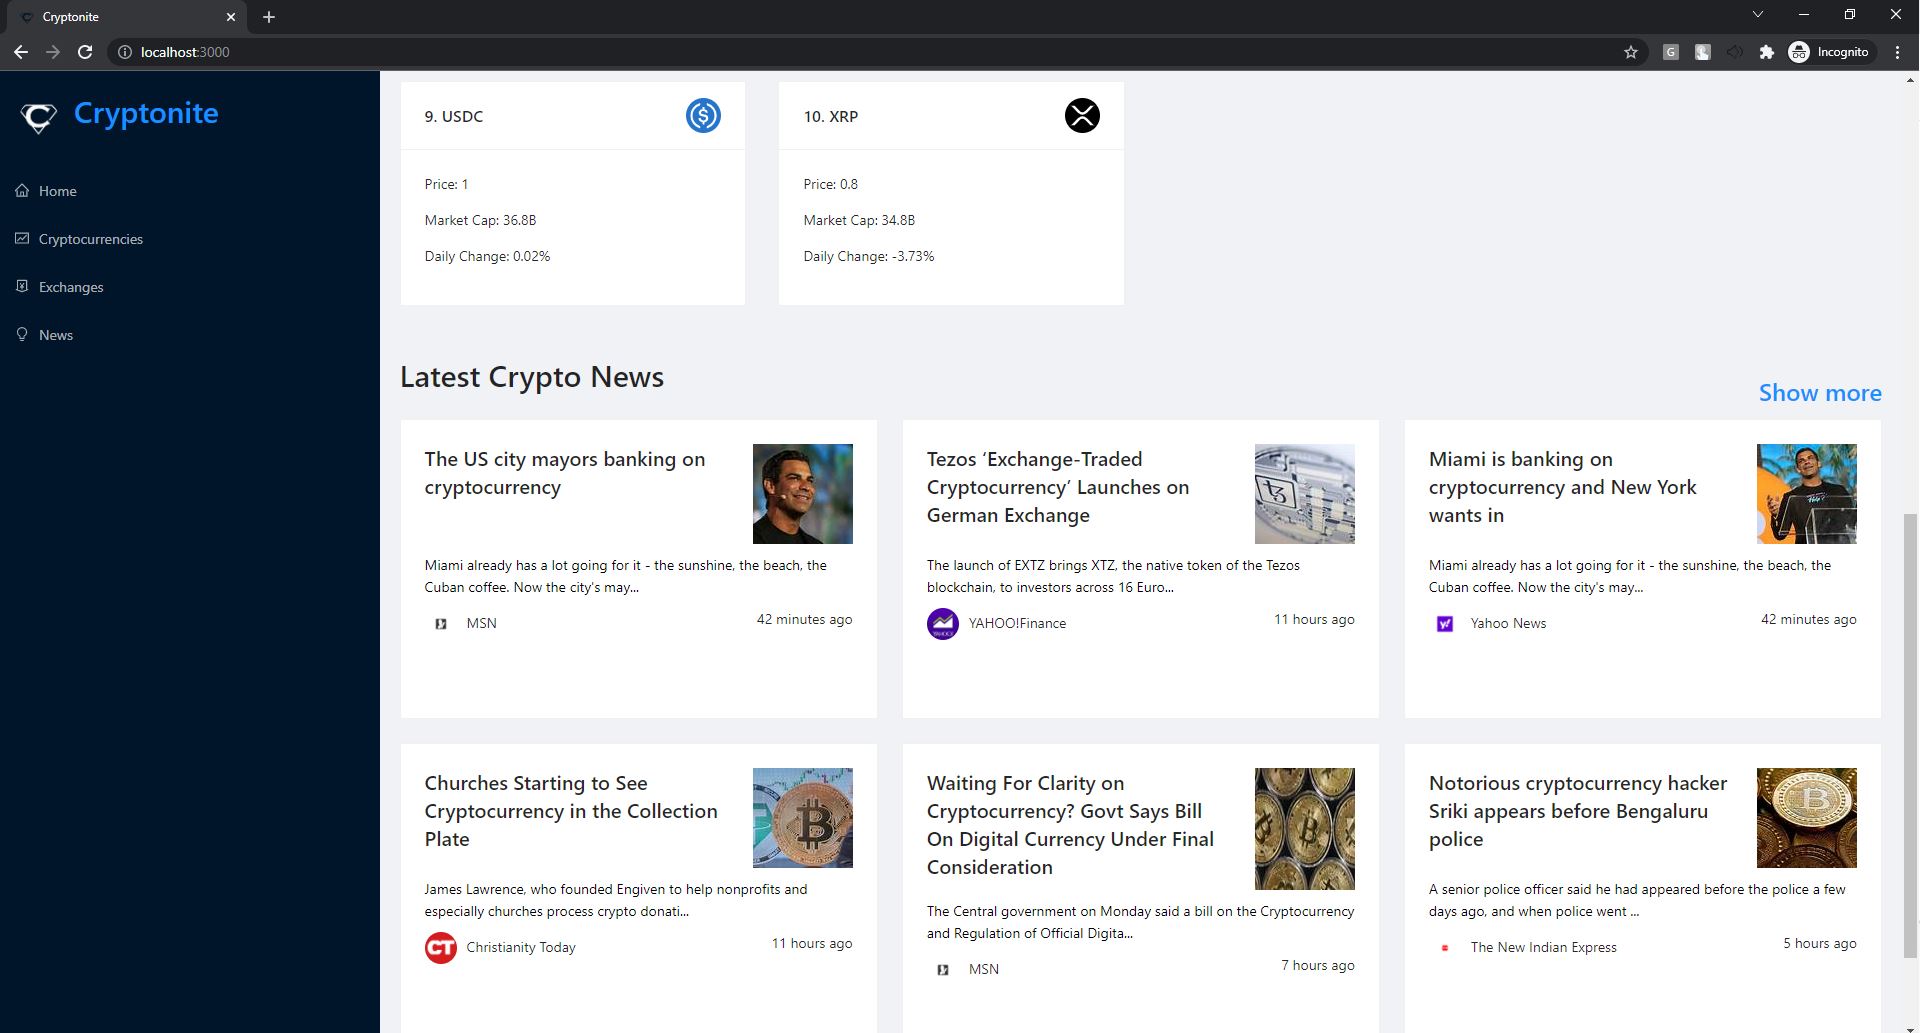 Cryptonite
localhost:3000
Incognito
Cryptonite
Home
Cryptocurrencies
Exchanges
News
9. USDC
Price: 1
Market Cap: 36.8B
Daily Change: 0.02%
10. XRP
Price: 0.8
Market Cap: 34.8B
Daily Change: -3.73%
Latest Crypto News
Show more
The US city mayors banking on
cryptocurrency
Miami already has a lot going for it - the sunshine, the beach, the
Cuban coffee. Now the city's may...
MSN
42 minutes ago
Tezos ‘Exchange-Traded
Cryptocurrency’ Launches on
German Exchange
The launch of EXTZ brings XTZ, the native token of the Tezos
blockchain, to investors across 16 Euro...
YAHOO!Finance
11 hours ago
Miami is banking on
cryptocurrency and New York
wants in
Miami already has a lot going for it - the sunshine, the beach, the
Cuban coffee. Now the city's may...
Yahoo News
42 minutes ago
Churches Starting to See
Cryptocurrency in the Collection
Plate
James Lawrence, who founded Engiven to help nonprofits and
especially churches process crypto donati...
CT
Christianity Today
11 hours ago
Waiting For Clarity on
Cryptocurrency? Govt Says Bill
On Digital Currency Under Final
Consideration
The Central government on Monday said a bill on the Cryptocurrency
and Regulation of Official Digita...
MSN
7 hours ago
Notorious cryptocurrency hacker
Sriki appears before Bengaluru
police
A senior police officer said he had appeared before the police a few
days ago, and when police went ...
The New Indian Express
5 hours ago